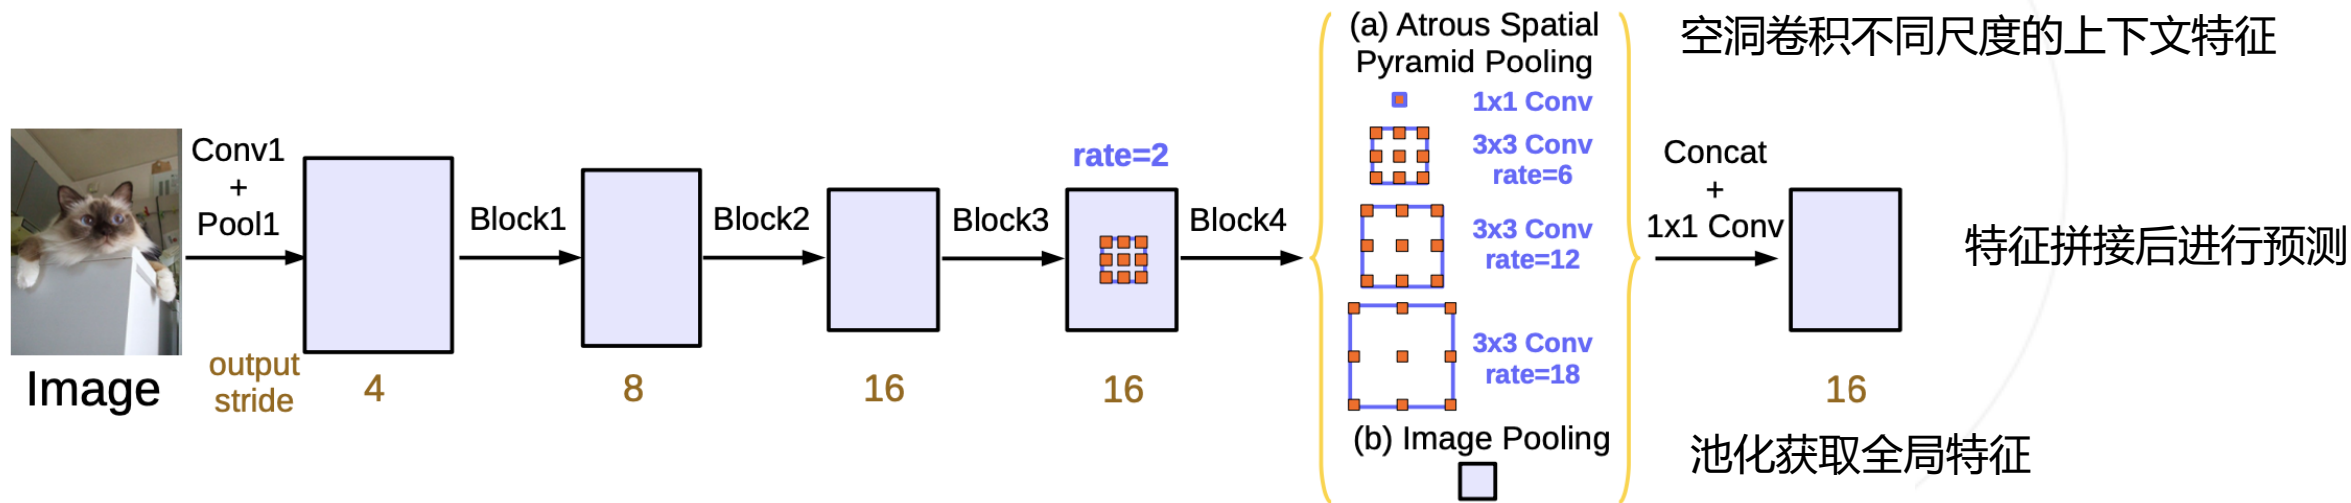 (a) Atrous Spatial
Pyramid Pooling
空洞卷积不同尺度的上下文特征
1x1 Conv
3x3 Conv
rate=6
3x3 Conv
rate=12
3x3 Conv
rate=18
(b) Image Pooling
Conv1
+
Pool1
Block1
Block2
Block3
rate=2
Block4
Concat
+
1x1 Conv
特征拼接后进行预测
Image
output
stride
4
8
16
16
16
池化获取全局特征